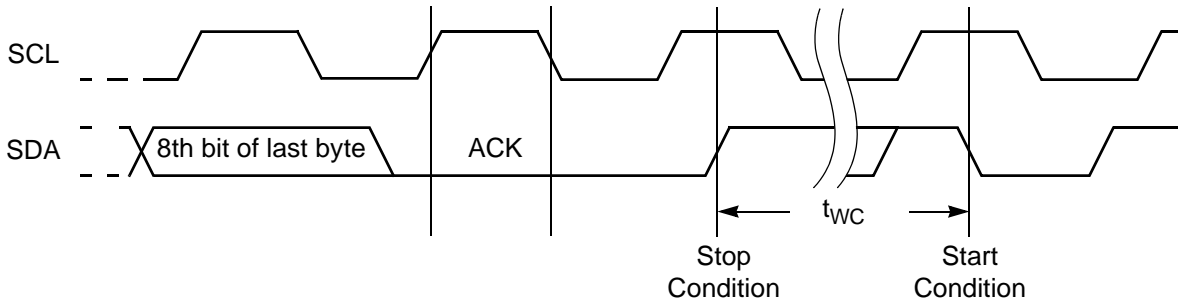 SCL
SDA
8th bit of last byte
ACK
tWC
Stop
Condition
Start
Condition